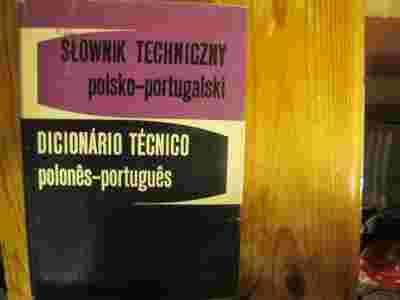 SŁOWNIK TECHNICZNY
polsko-portugalski
DICIONÁRIO TÉCNICO
polonês-português